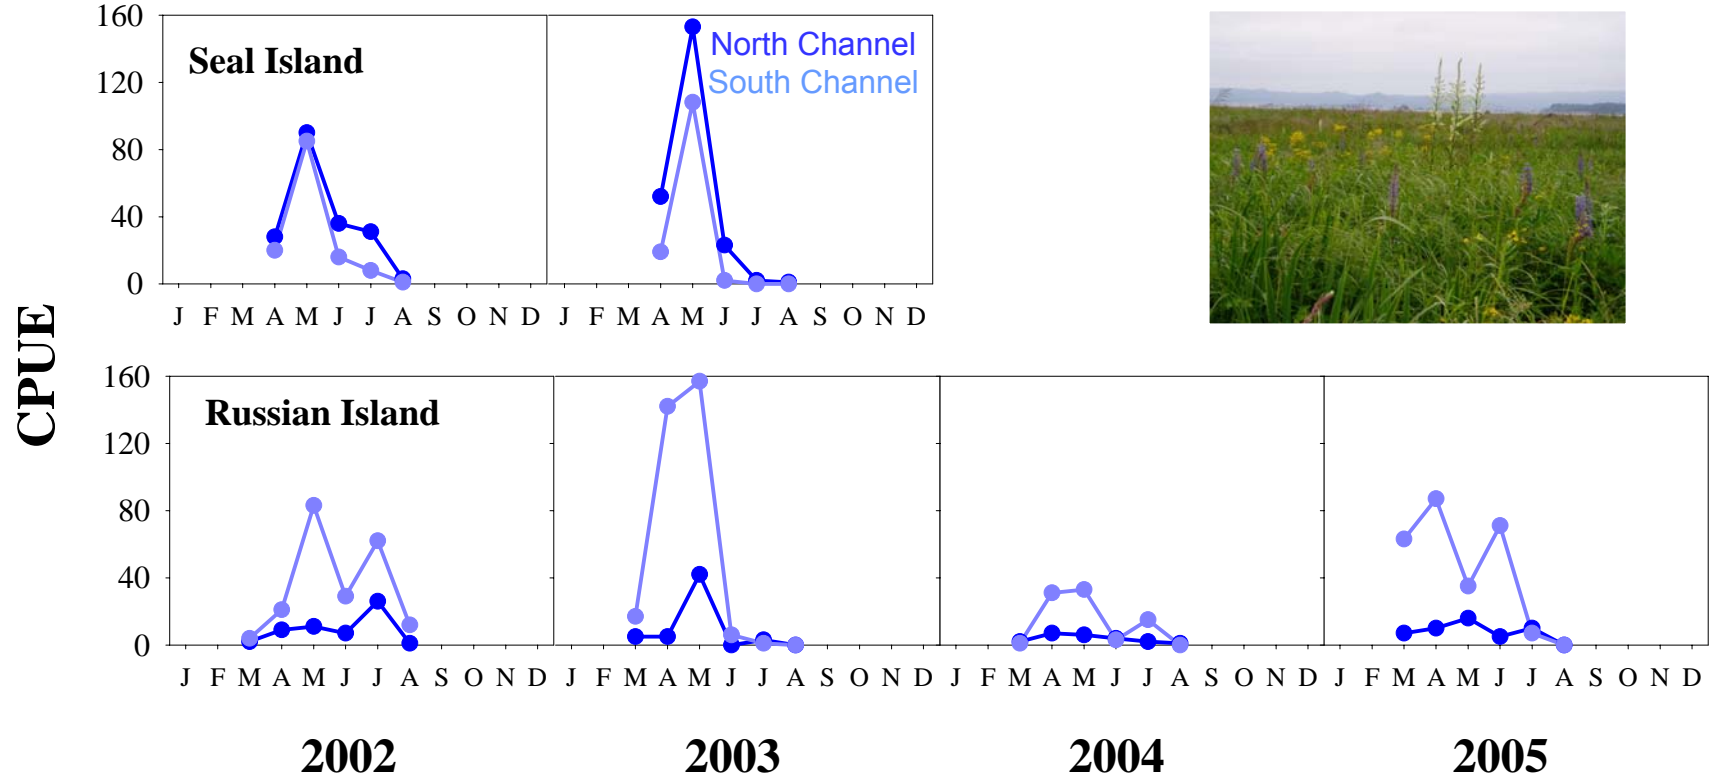 160
120
80
40
0
Seal Island
North Channel
South Channel
J F M A M J J A S O N D J F M A M J J A S O N D
CPUE
160
120
80
40
0
Russian Island
J F M A M J J A S O N D J F M A M J J A S O N D J F M A M J J A S O N D J F M A M J J A S O N D
2002 2003 2004 2005